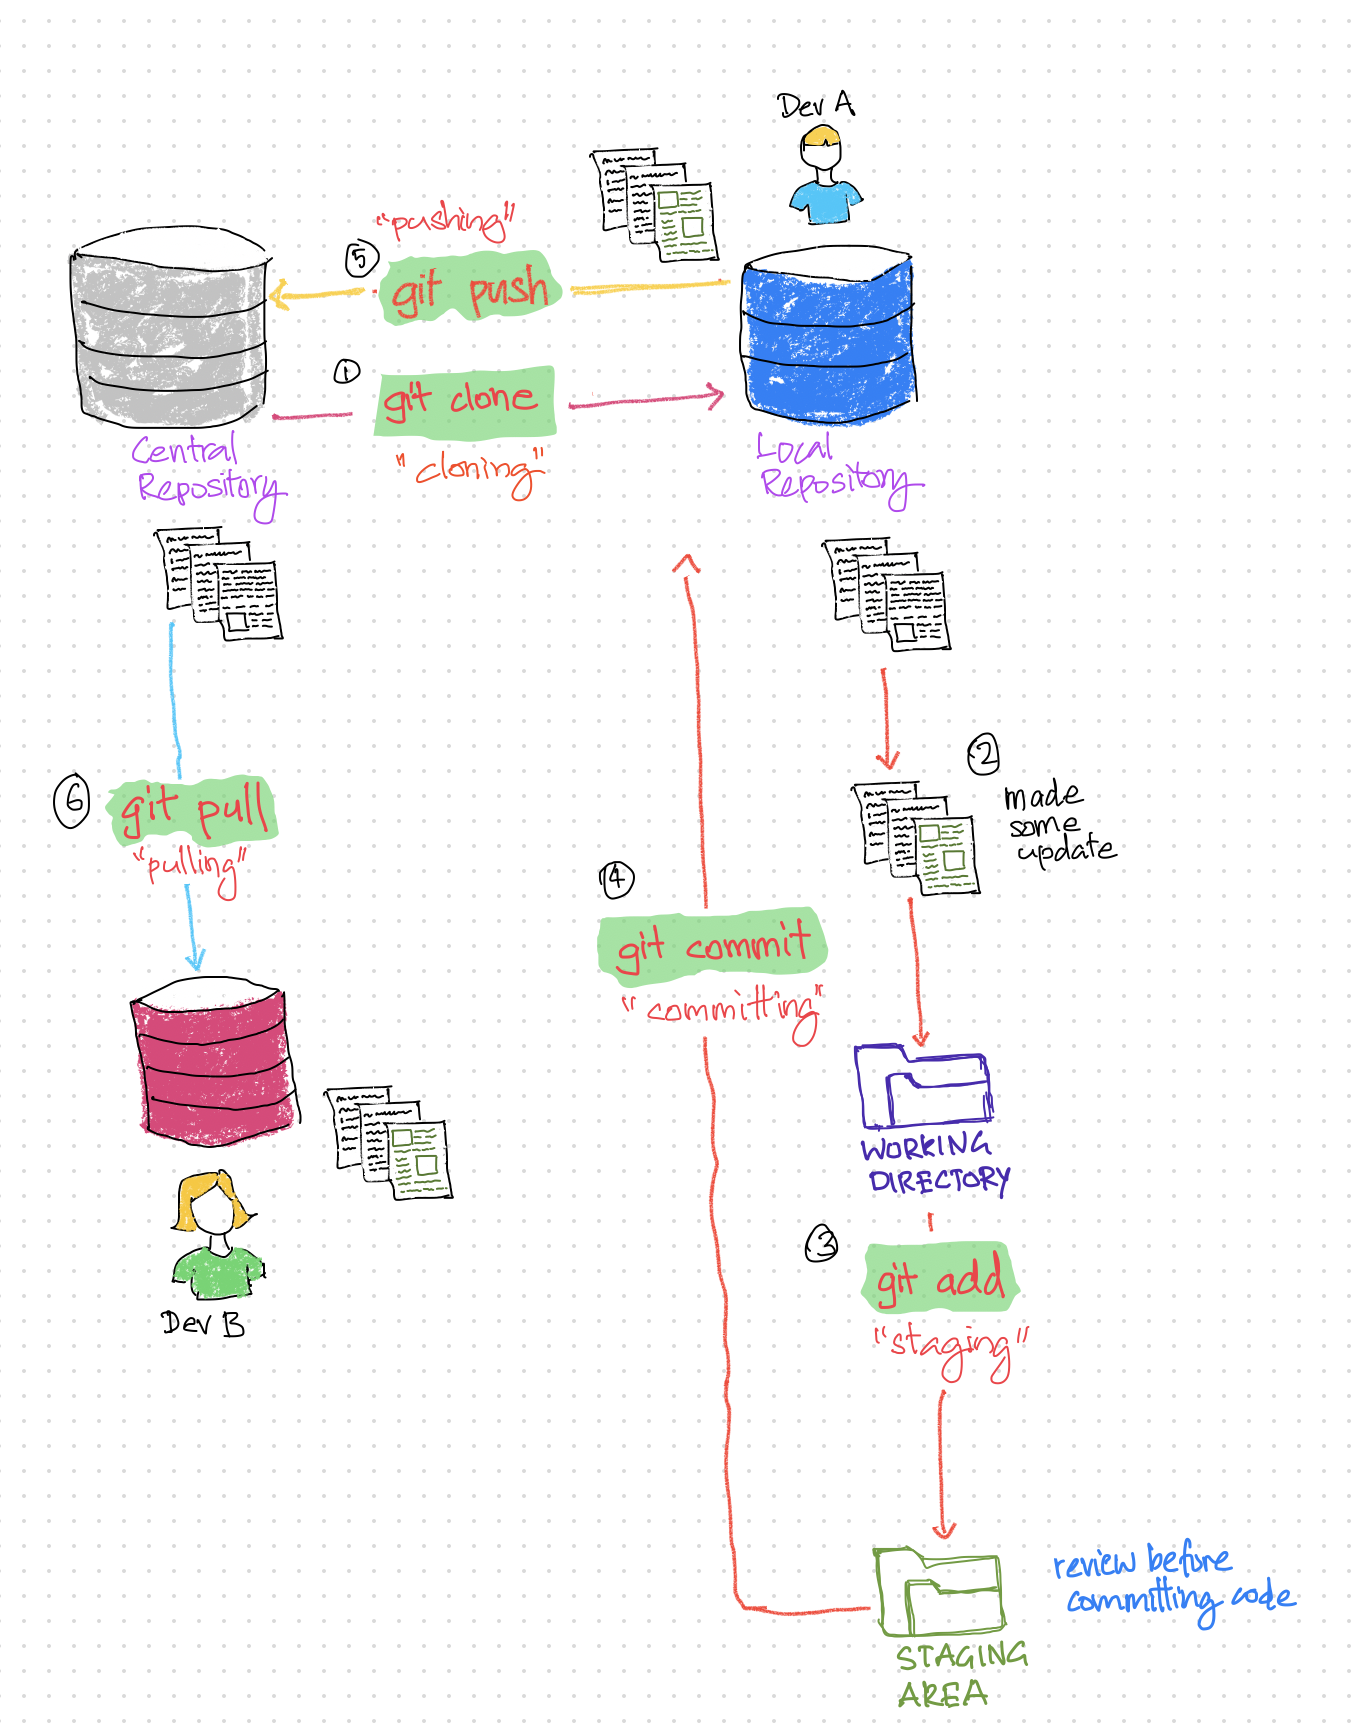 Dev A
"pushing"
5
git push
1
git clone
"cloning"
Central
Repository
Local
Repository
2
made
some
update
6
git pull
"pulling"
4
git commit
"committing"
WORKING
DIRECTORY
3
git add
"staging"
Dev B
review before
committing code
STAGING
AREA